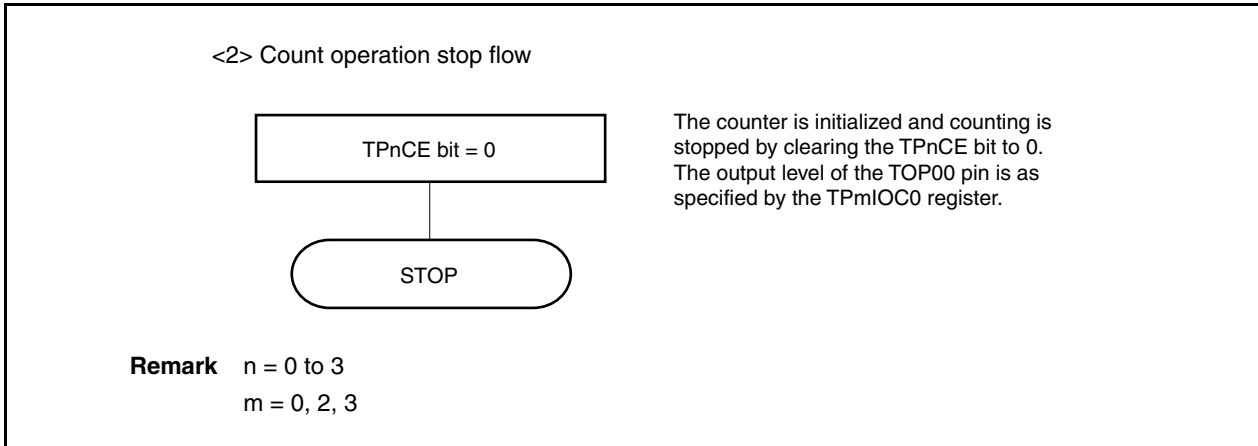 <2> Count operation stop flow
TPnCE bit = 0
The counter is initialized and counting is
stopped by clearing the TPnCE bit to 0.
The output level of the TOP00 pin is as
specified by the TPmIOC0 register.
STOP
Remark n = 0 to 3
m = 0, 2, 3